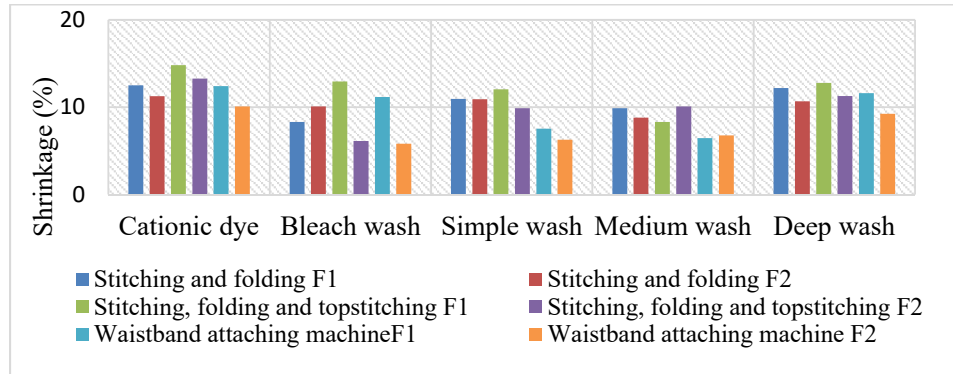 20
10
0
Shrinkage (%)
Cationic dye Bleach wash Simple wash Medium wash Deep wash
Stitching and folding F1 Stitching and folding F2
Stitching, folding and topstitching F1 Stitching, folding and topstitching F2
Waistband attaching machineF1 Waistband attaching machine F2